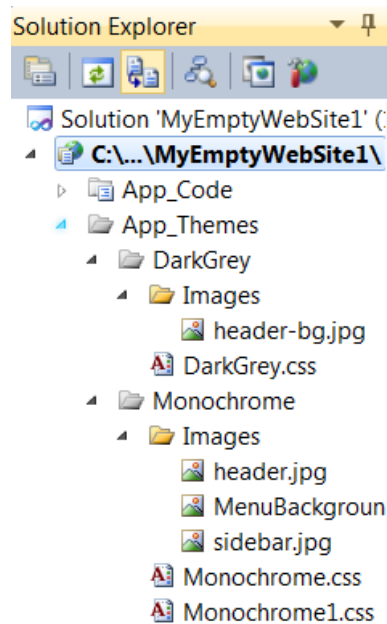 Solution Explorer
Solution 'MyEmptyWebSite1' (
C:\...\MyEmptyWebSite1\
App_Code
App_Themes
DarkGrey
Images
header-bg.jpg
DarkGrey.css
Monochrome
Images
header.jpg
MenuBackgroun
sidebar.jpg
Monochrome.css
Monochrome1.css